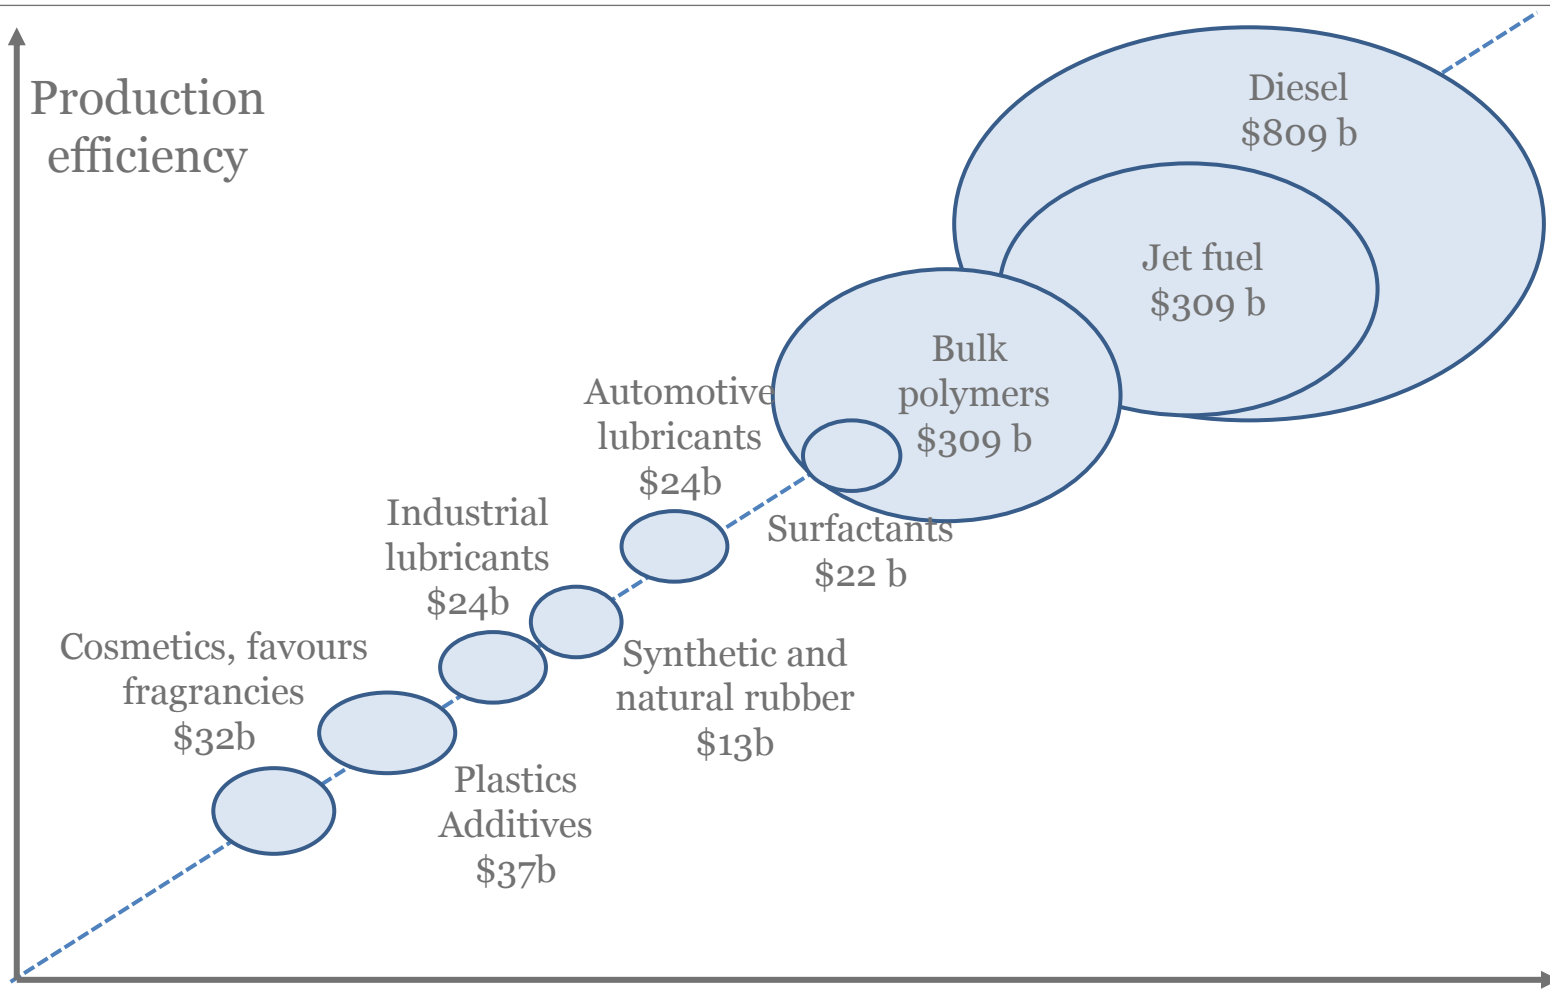 Production
efficiency
Diesel
$809 b
Jet fuel
$309 b
Bulk
polymers
$309 b
Automotive
lubricants
$24b
Surfactants
$22 b
Industrial
lubricants
$24b
Synthetic and
natural rubber
$13b
Cosmetics, favours
fragrancies
$32b
Plastics
Additives
$37b